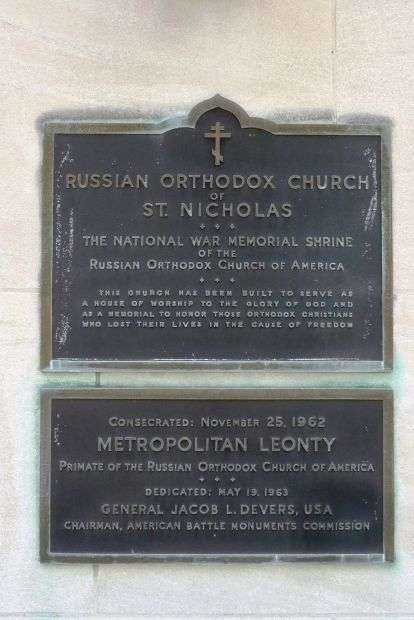 RUSSIAN ORTHODOX CHURCH
OF
ST. NICHOLAS
THE NATIONAL WAR MEMORIAL SHRINE
OF THE
RUSSIAN ORTHODOX CHURCH OF AMERICA
THIS CHURCH HAS BEEN BUILT TO SERVE AS
A HOUSE OF WORSHIP TO THE GLORY OF GOD AND
AS A MEMORIAL TO HONOR THOSE ORTHODOX CHRISTIANS
WHO LOST THEIR LIVES IN THE CAUSE OF FREEDOM
CONSECRATED: NOVEMBER 25, 1962
METROPOLITAN LEONTY
PRIMATE OF THE RUSSIAN ORTHODOX CHURCH OF AMERICA
DEDICATED: MAY 19, 1963
GENERAL JACOB L. DEVERS, USA
CHAIRMAN, AMERICAN BATTLE MONUMENTS COMMISSION